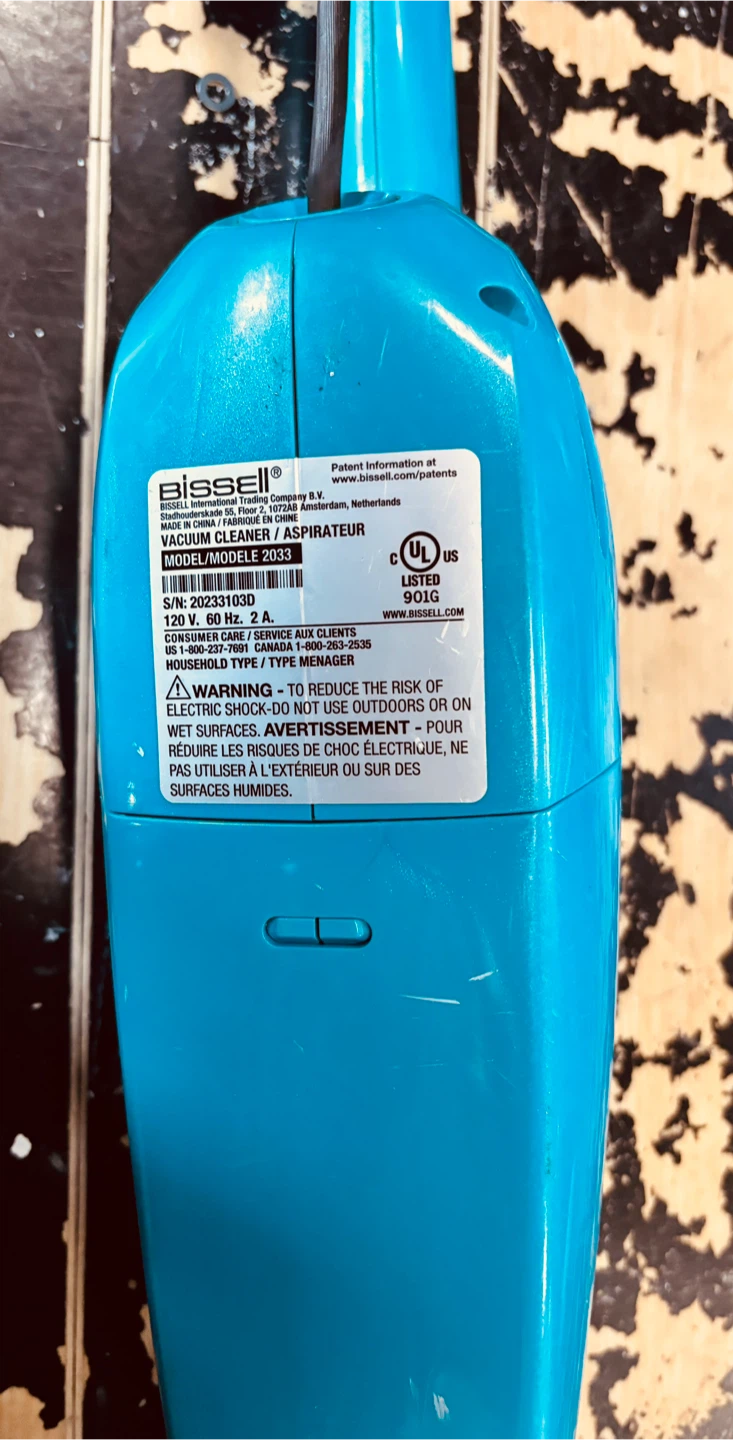 BISSELL®
Patent Information at
www.bissell.com/patents
BISSELL International Trading Company B.V.
Stadhouderskade 55, Floor 2, 1072AB Amsterdam, Netherlands
MADE IN CHINA / FABRIQUÉ EN CHINE
VACUUM CLEANER / ASPIRATEUR
MODEL/MODELE 2033
C UL US
LISTED
901G
S/N: 20233103D
120 V. 60 Hz. 2 A.
WWW.BISSELL.COM
CONSUMER CARE / SERVICE AUX CLIENTS
US 1-800-237-7691 CANADA 1-800-263-2535
HOUSEHOLD TYPE / TYPE MENAGER
WARNING - TO REDUCE THE RISK OF
ELECTRIC SHOCK-DO NOT USE OUTDOORS OR ON
WET SURFACES. AVERTISSEMENT - POUR
RÉDUIRE LES RISQUES DE CHOC ÉLECTRIQUE, NE
PAS UTILISER À L'EXTÉRIEUR OU SUR DES
SURFACES HUMIDES.